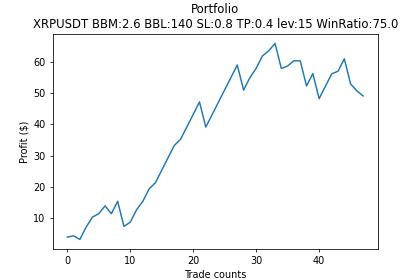 Portfolio
XRPUSDT BBM:2.6 BBL:140 SL:0.8 TP:0.4 lev:15 WinRatio:75.0
Profit ($)
60
50
40
30
20
10
0
10
20
30
40
Trade counts